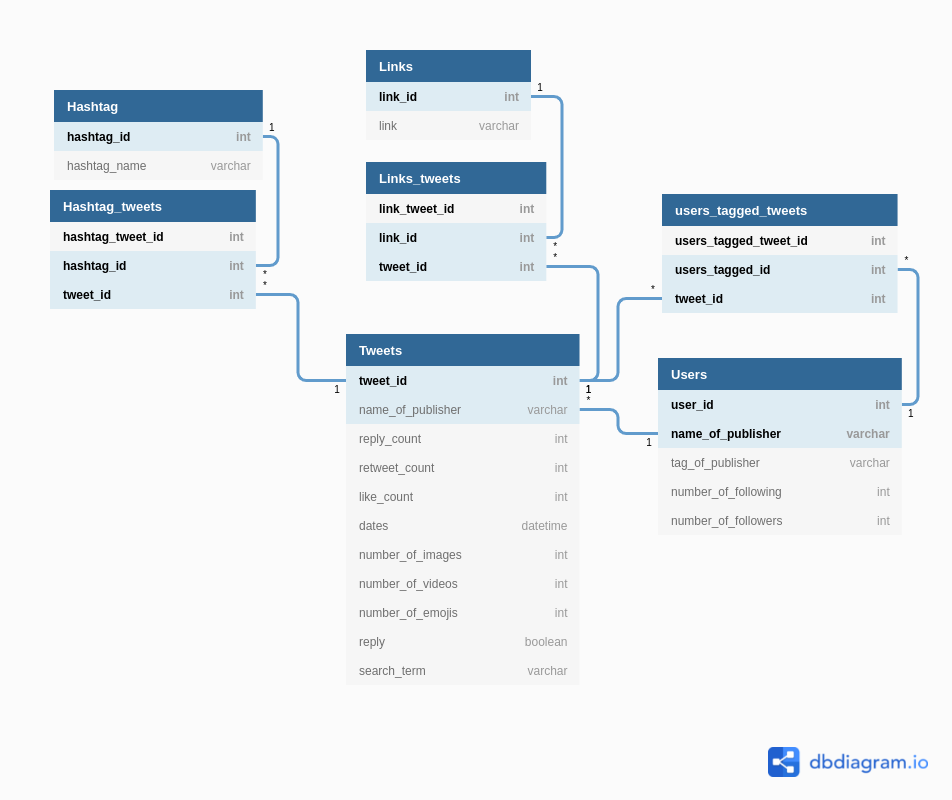 Links
link_id int
link varchar
1
Hashtag
hashtag_id int
hashtag_name varchar
1
Links_tweets
link_tweet_id int
link_id int
tweet_id int
*
*
Hashtag_tweets
hashtag_tweet_id int
hashtag_id int
tweet_id int
*
*
users_tagged_tweets
users_tagged_tweet_id int
users_tagged_id int
tweet_id int
*
*
Tweets
tweet_id int
name_of_publisher varchar
reply_count int
retweet_count int
like_count int
dates datetime
number_of_images int
number_of_videos int
number_of_emojis int
reply boolean
search_term varchar
1
1
*
Users
user_id int
name_of_publisher varchar
tag_of_publisher varchar
number_of_following int
number_of_followers int
1
1
dbdiagram.io